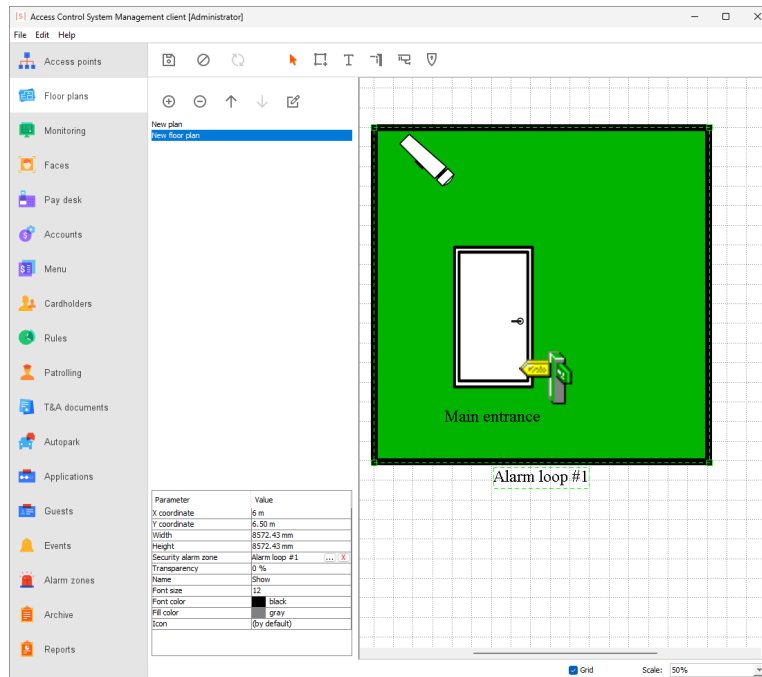 Access Control System Management client [Administrator]
File Edit Help
Access points
Floor plans
Monitoring
Faces
Pay desk
Accounts
Menu
Cardholders
Rules
Patrolling
T&A documents
Autopark
Applications
Guests
Events
Alarm zones
Archive
Reports
New plan
New floor plan
Parameter Value
X coordinate 6 m
Y coordinate 6.50 m
Width 8572.43 mm
Height 8572.43 mm
Security alarm zone Alarm loop #1 ... X
Transparency 0 %
Name Show
Font size 12
Font color black
Fill color gray
Icon (by default)
Main entrance
Alarm loop #1
Grid Scale: 50%